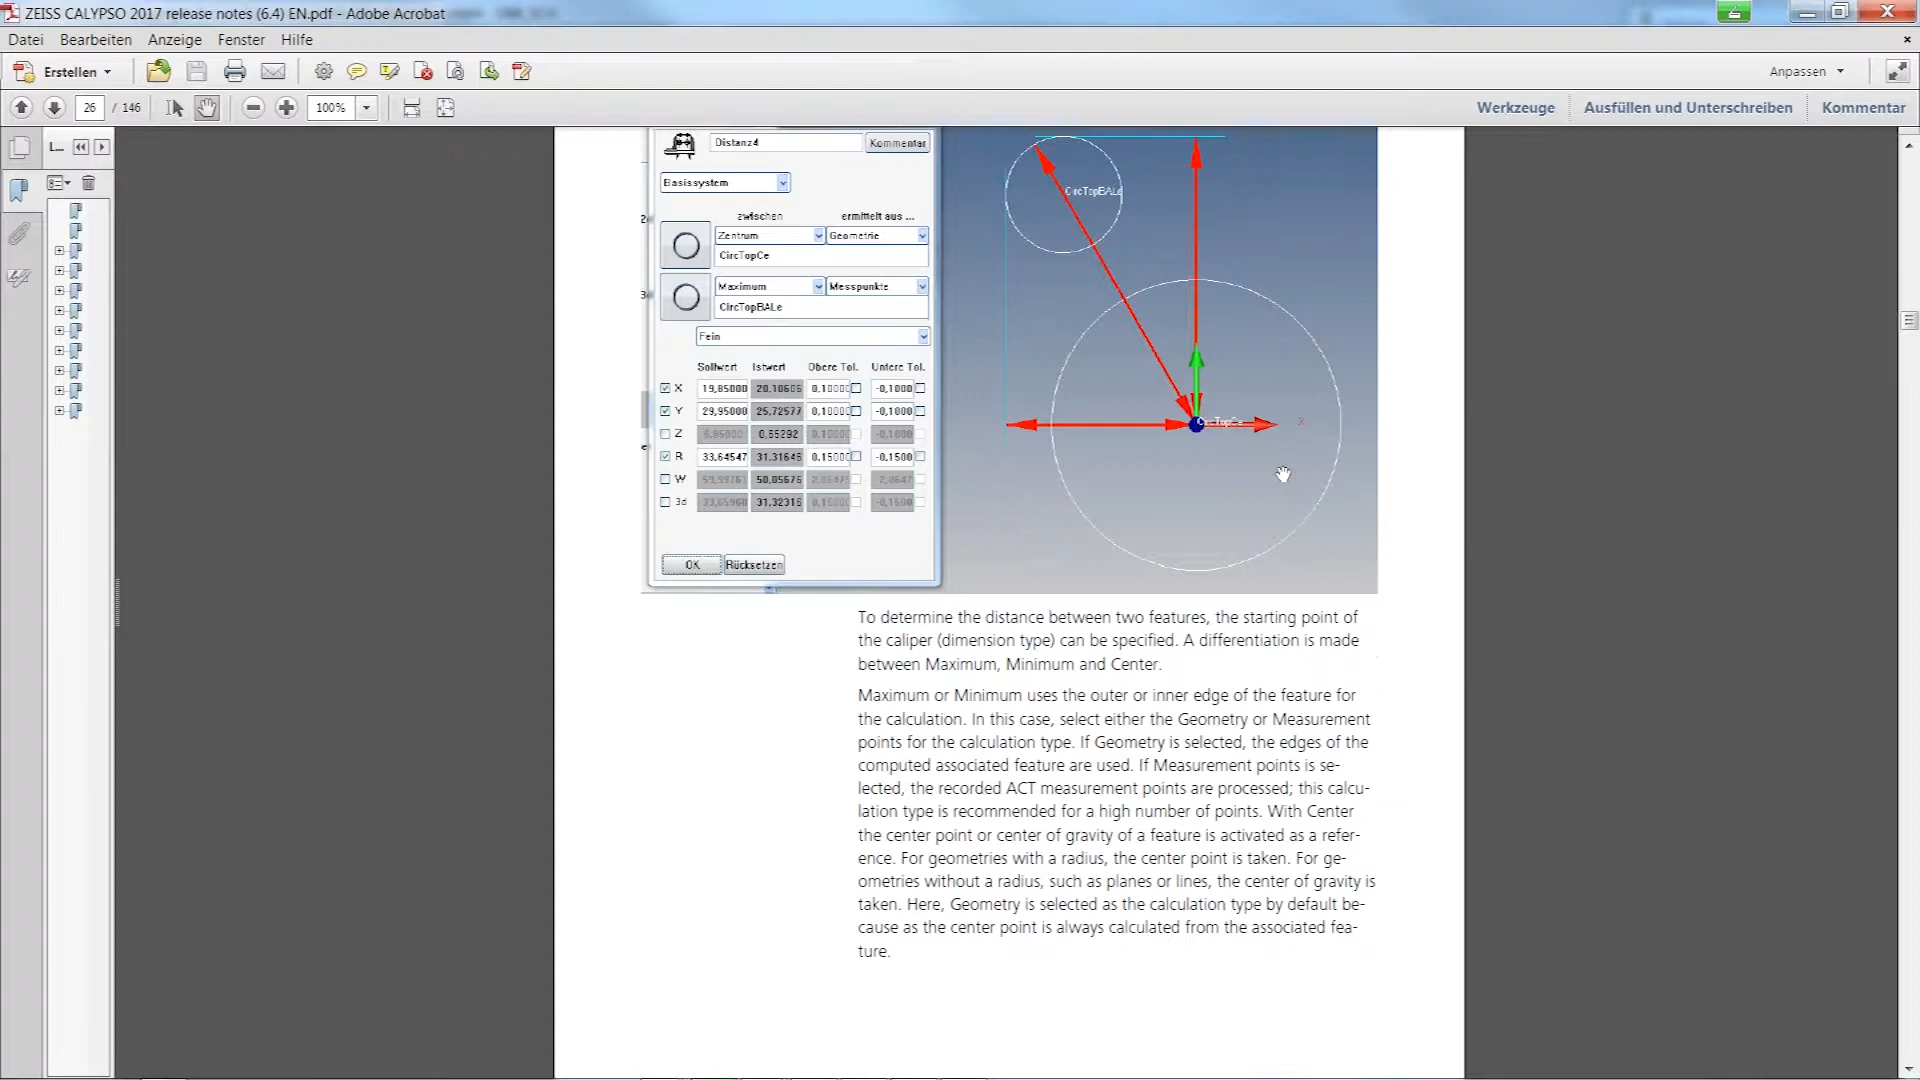 ZEISS CALYPSO 2017 release notes (6.4) EN.pdf - Adobe Acrobat
Datei Bearbeiten Anzeige Fenster Hilfe
Erstellen Anpassen
26 / 146 100% Werkzeuge Ausfüllen und Unterschreiben Kommentar
L...
Distanz4 Kommentar
Basissystem
zwischen ermittelt aus ...
Zentrum Geometrie
CircTopCe
Maximum Messpunkte
CircTopBALe
Fein
Sollwert Istwert Obere Tol. Untere Tol.
X 19,85000 20,10605 0,1000 -0,1000
Y 29,95000 25,72577 0,1000 -0,1000
Z 0,65292 -0,1000
R 33,64547 31,31645 0,1500 -0,1500
W 50,05675
3d 31,32315 -0,1500
OK Rücksetzen
CircTopBALe
CircTopCe X
To determine the distance between two features, the starting point of
the caliper (dimension type) can be specified. A differentiation is made
between Maximum, Minimum and Center.
Maximum or Minimum uses the outer or inner edge of the feature for
the calculation. In this case, select either the Geometry or Measurement
points for the calculation type. If Geometry is selected, the edges of the
computed associated feature are used. If Measurement points is se-
lected, the recorded ACT measurement points are processed; this calcu-
lation type is recommended for a high number of points. With Center
the center point or center of gravity of a feature is activated as a refer-
ence. For geometries with a radius, the center point is taken. For ge-
ometries without a radius, such as planes or lines, the center of gravity is
taken. Here, Geometry is selected as the calculation type by default be-
cause as the center point is always calculated from the associated fea-
ture.